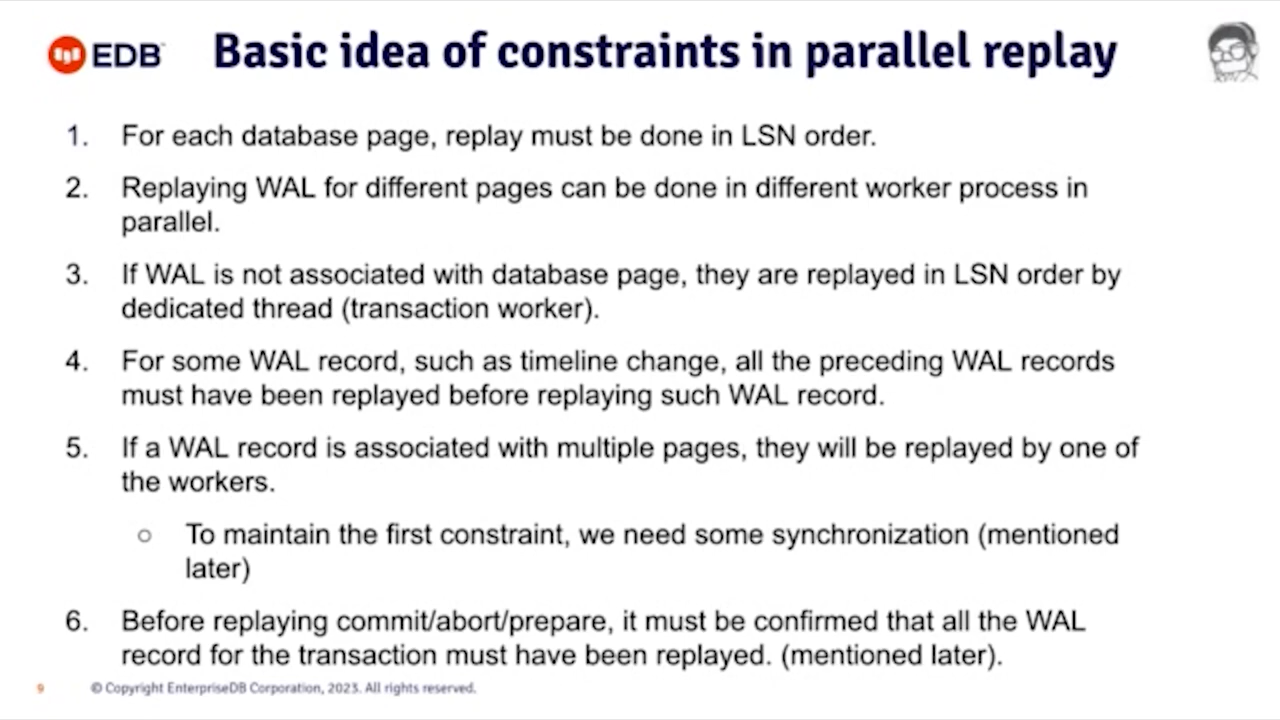 EDB
Basic idea of constraints in parallel replay
1. For each database page, replay must be done in LSN order.
2. Replaying WAL for different pages can be done in different worker process in
parallel.
3. If WAL is not associated with database page, they are replayed in LSN order by
dedicated thread (transaction worker).
4. For some WAL record, such as timeline change, all the preceding WAL records
must have been replayed before replaying such WAL record.
5. If a WAL record is associated with multiple pages, they will be replayed by one of
the workers.
○ To maintain the first constraint, we need some synchronization (mentioned
later)
6. Before replaying commit/abort/prepare, it must be confirmed that all the WAL
record for the transaction must have been replayed. (mentioned later).
9 © Copyright EnterpriseDB Corporation, 2023. All rights reserved.